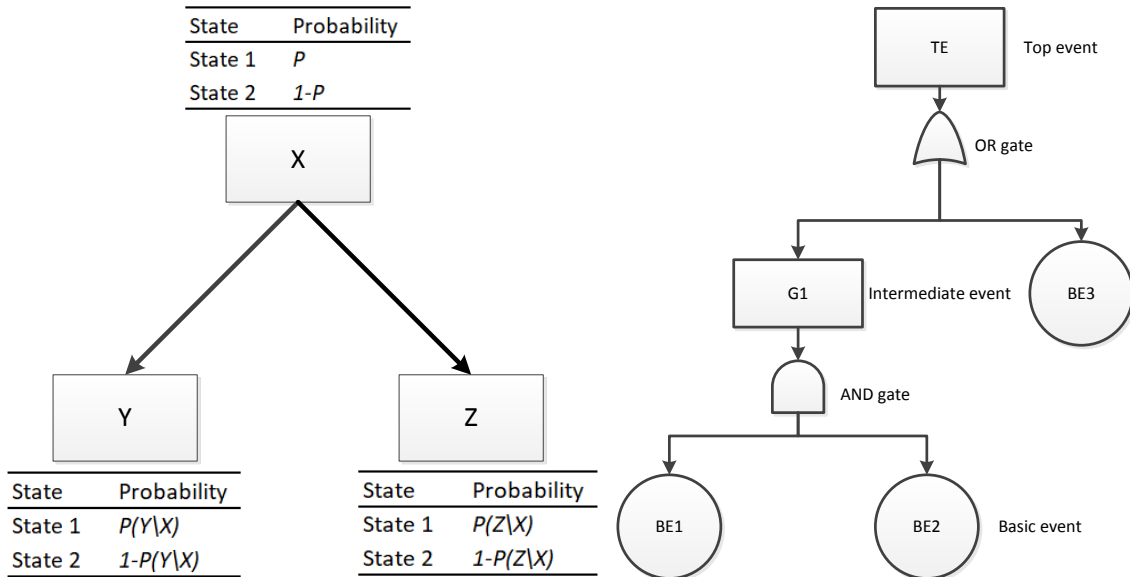 State Probability
State 1 P
State 2 1-P
X
Y
State Probability
State 1 P(Y\X)
State 2 1-P(Y\X)
Z
State Probability
State 1 P(Z\X)
State 2 1-P(Z\X)
TE
Top event
OR gate
G1
Intermediate event
BE3
AND gate
BE1
BE2
Basic event